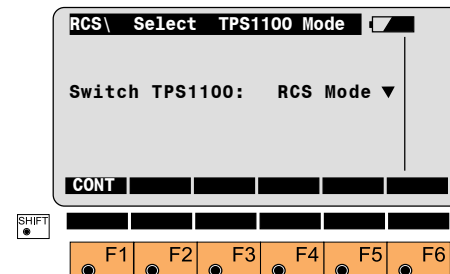 RCS\ Select TPS1100 Mode
Switch TPS1100: RCS Mode ▼
CONT
SHIFT
F1 F2 F3 F4 F5 F6